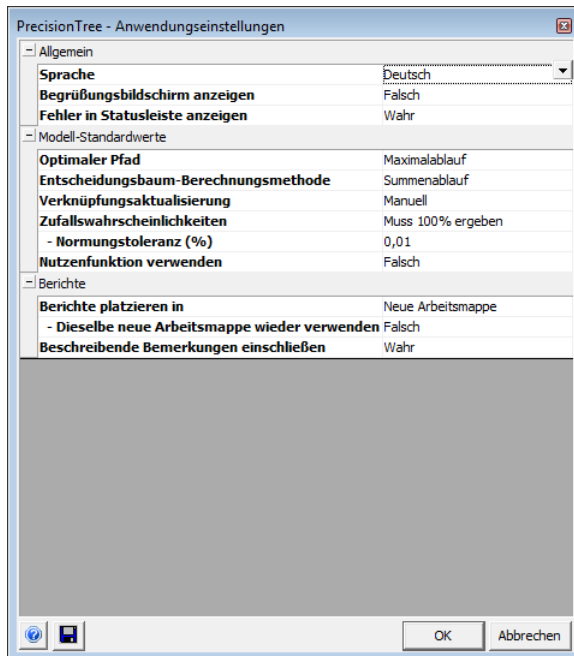 PrecisionTree - Anwendungseinstellungen
Allgemein
Sprache Deutsch
Begrüßungsbildschirm anzeigen Falsch
Fehler in Statusleiste anzeigen Wahr
Modell-Standardwerte
Optimaler Pfad Maximalablauf
Entscheidungsbaum-Berechnungsmethode Summenablauf
Verknüpfungsaktualisierung Manuell
Zufallswahrscheinlichkeiten Muss 100% ergeben
- Normungstoleranz (%) 0,01
Nutzenfunktion verwenden Falsch
Berichte
Berichte platzieren in Neue Arbeitsmappe
- Dieselbe neue Arbeitsmappe wieder verwenden Falsch
Beschreibende Bemerkungen einschließen Wahr
OK Abbrechen